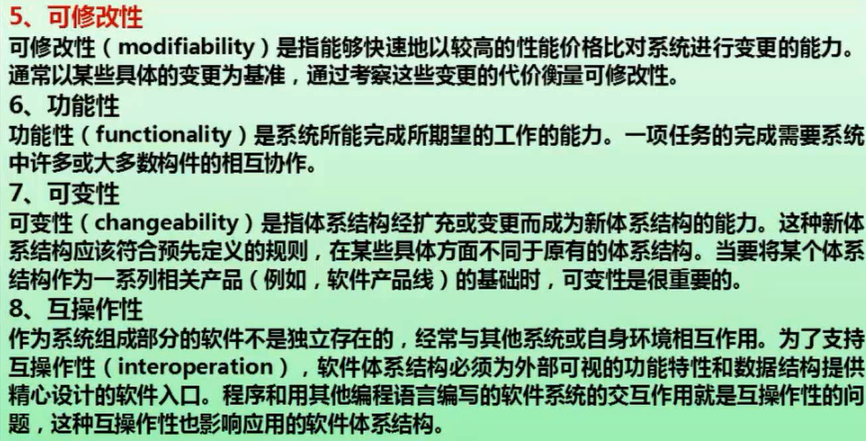 5、可修改性
可修改性（modifiability）是指能够快速地以较高的性能价格比对系统进行变更的能力。
通常以某些具体的变更为基准，通过考察这些变更的代价衡量可修改性。
6、功能性
功能性（functionality）是系统所能完成所期望的工作的能力。一项任务的完成需要系统
中许多或大多数构件的相互协作。
7、可变性
可变性（changeability）是指体系结构经扩充或变更而成为新体系结构的能力。这种新体
系结构应该符合预先定义的规则，在某些具体方面不同于原有的体系结构。当要将某个体系
结构作为一系列相关产品（例如，软件产品线）的基础时，可变性是很重要的。
8、互操作性
作为系统组成部分的软件不是独立存在的，经常与其他系统或自身环境相互作用。为了支持
互操作性（interoperation），软件体系结构必须为外部可视的功能特性和数据结构提供
精心设计的软件入口。程序和用其他编程语言编写的软件系统的交互作用就是互操作性的问
题，这种互操作性也影响应用的软件体系结构。